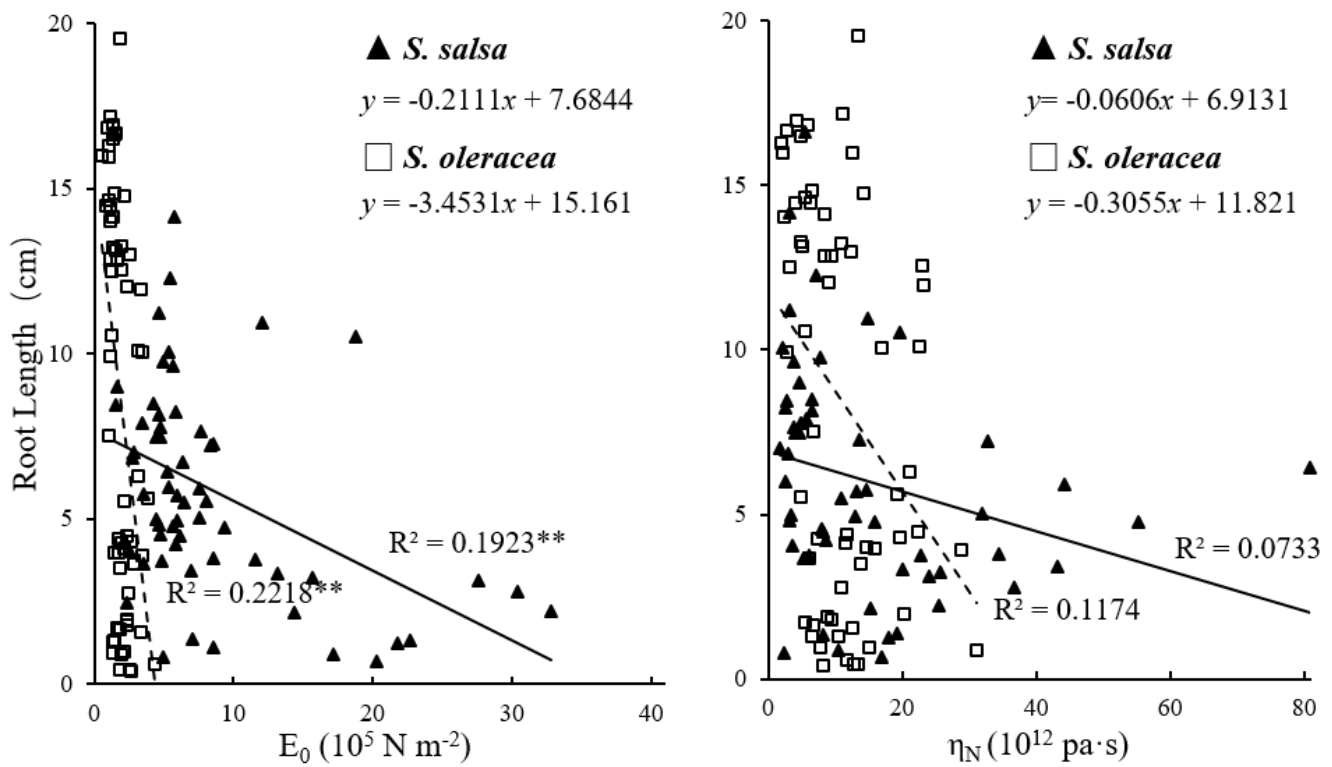 20
15
10
5
0
Root Length (cm)
▲ S. salsa
y = -0.2111x + 7.6844
□ S. oleracea
y = -3.4531x + 15.161
R² = 0.1923**
R² = 0.2218**
0 10 20 30 40
E₀ (10⁵ N m⁻²)
20
15
10
5
0
▲ S. salsa
y= -0.0606x + 6.9131
□ S. oleracea
y = -0.3055x + 11.821
R² = 0.0733
R² = 0.1174
0 20 40 60 80
η_N (10¹² pa·s)